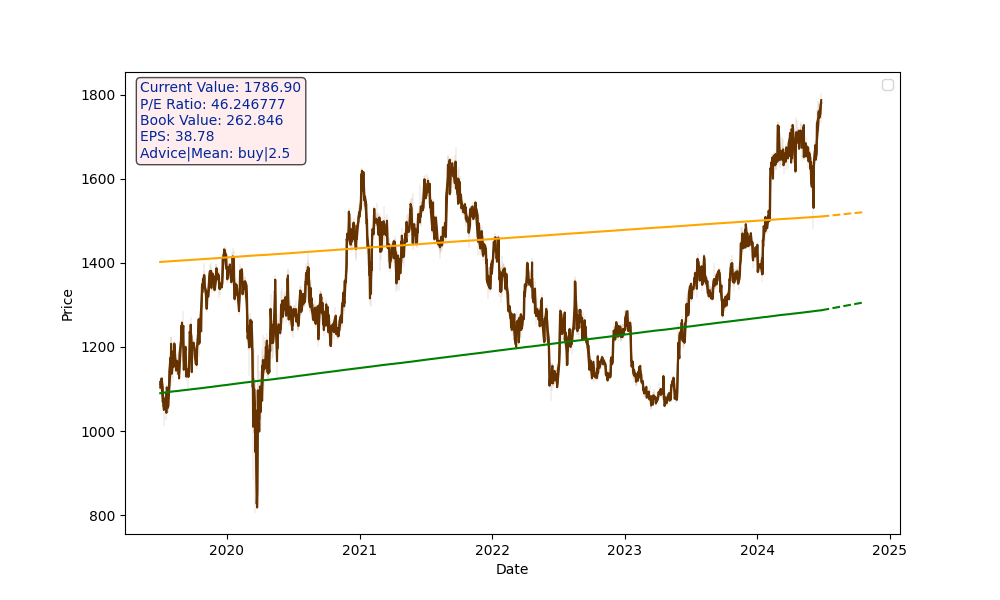 Current Value: 1786.90
P/E Ratio: 46.246777
Book Value: 262.846
EPS: 38.78
Advice|Mean: buy|2.5
Price
1800
1600
1400
1200
1000
800
2020 2021 2022 2023 2024 2025
Date